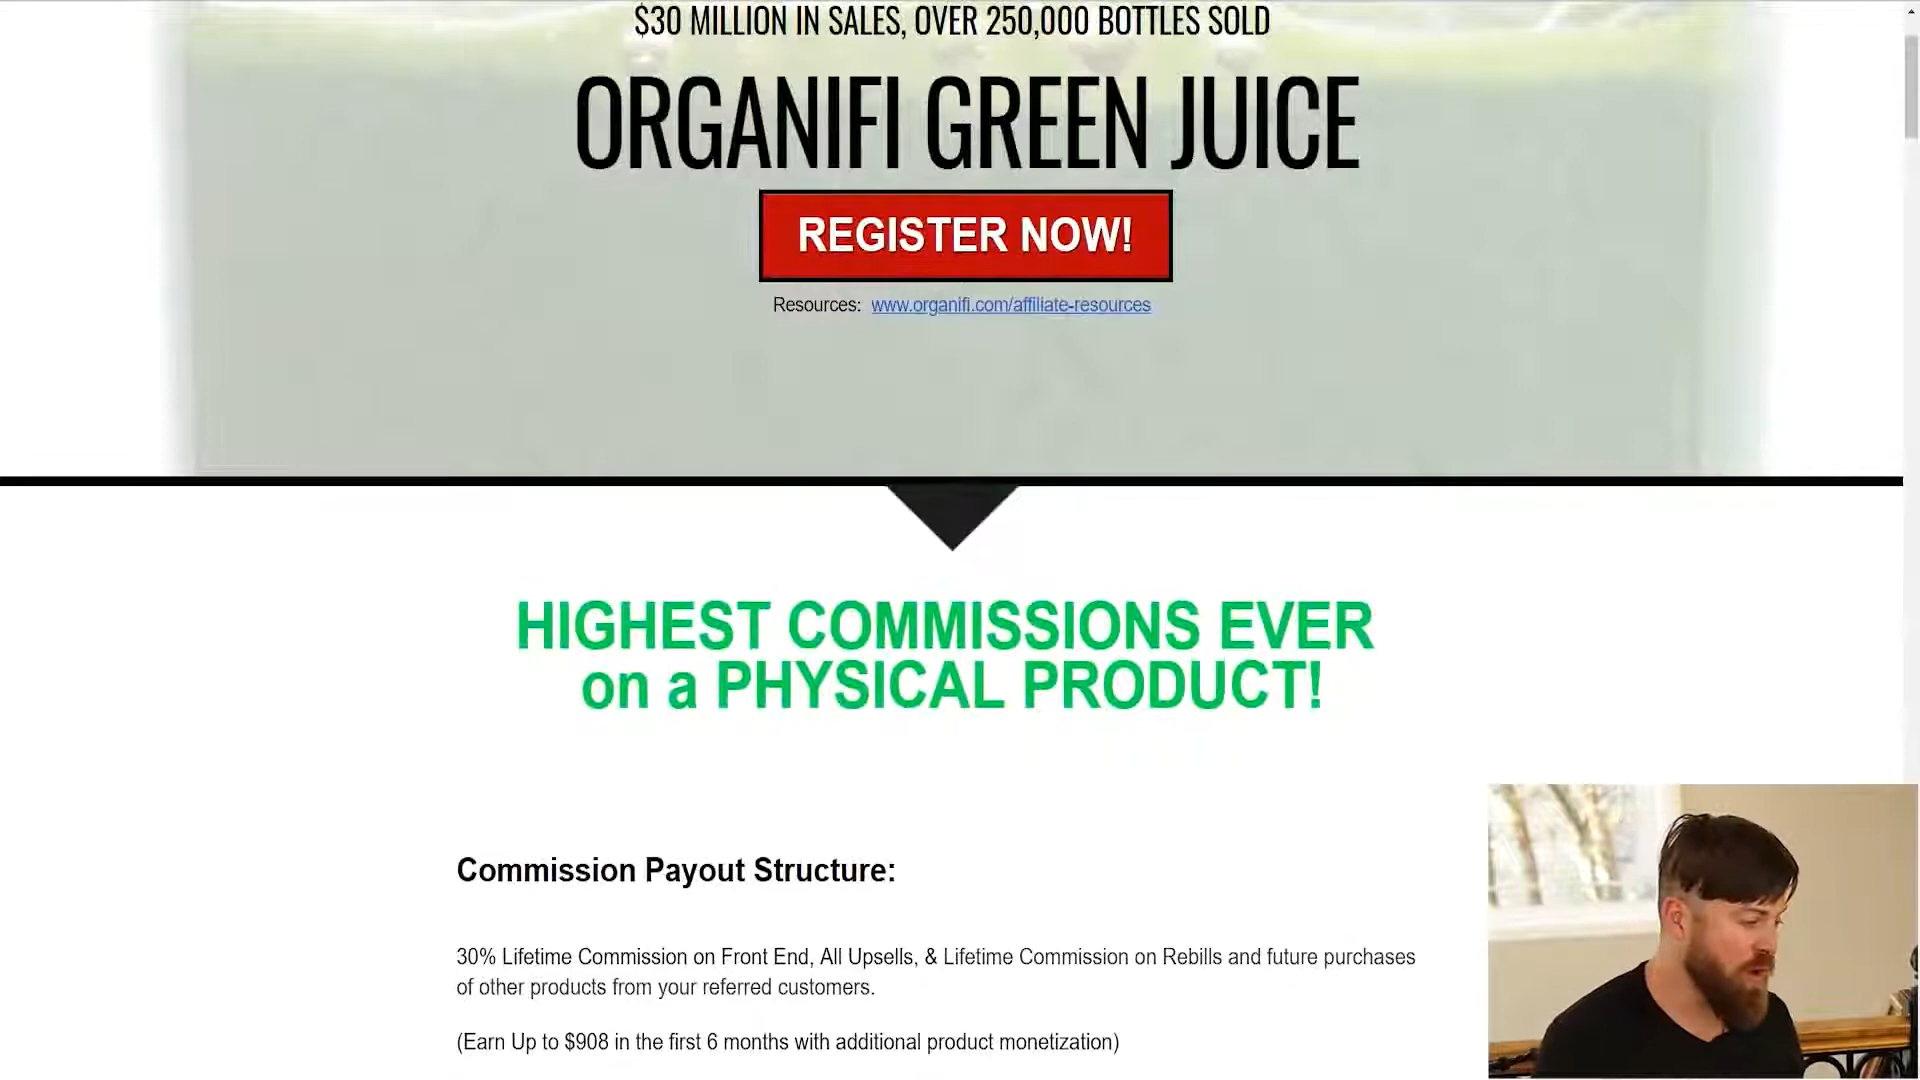 $30 MILLION IN SALES, OVER 250,000 BOTTLES SOLD
ORGANIFI GREEN JUICE
REGISTER NOW!
Resources: www.organifi.com/affiliate-resources
HIGHEST COMMISSIONS EVER
on a PHYSICAL PRODUCT!
Commission Payout Structure:
30% Lifetime Commission on Front End, All Upsells, & Lifetime Commission on Rebills and future purchases
of other products from your referred customers.
(Earn Up to $908 in the first 6 months with additional product monetization)